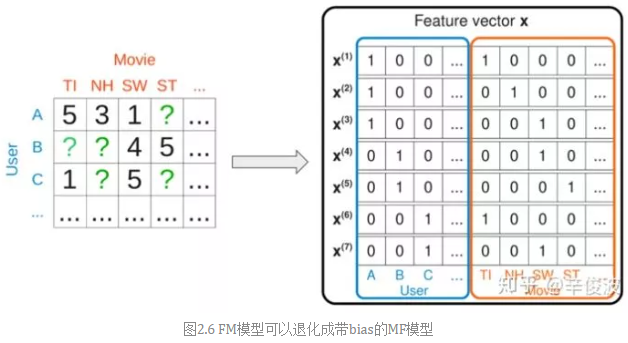 Movie
TI NH SW ST ...
User
A 5 3 1 ? ...
B ? ? 4 5 ...
C 1 ? 5 ? ...
... ... ... ... ... ...
Feature vector x
x(1) 1 0 0 ... 1 0 0 0 ...
x(2) 1 0 0 ... 0 1 0 0 ...
x(3) 1 0 0 ... 0 0 1 0 ...
x(4) 0 1 0 ... 0 0 1 0 ...
x(5) 0 1 0 ... 0 0 0 1 ...
x(6) 0 0 1 ... 1 0 0 0 ...
x(7) 0 0 1 ... 0 0 1 0 ...
A B C ... TI NH SW ST ...
User Movie
知乎 @辛俊波
图2.6 FM模型可以退化成带bias的MF模型